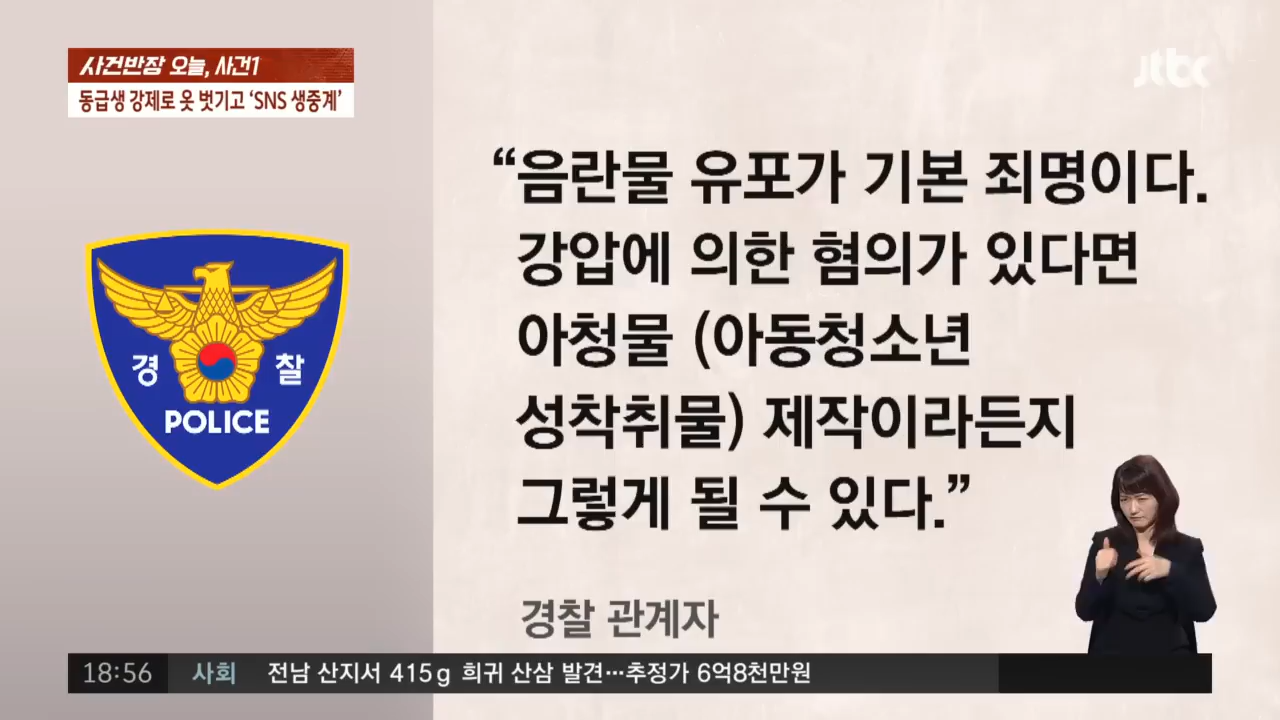 사건반장 오늘, 사건1
동급생 강제로 옷 벗기고 ‘SNS 생중계’
jtbc
“음란물 유포가 기본 죄명이다.
강압에 의한 혐의가 있다면
아청물 (아동청소년
성착취물) 제작이라든지
그렇게 될 수 있다.”
경찰 관계자
경 찰
POLICE
18:56 사회 전남 산지서 415g 희귀 산삼 발견…추정가 6억8천만원